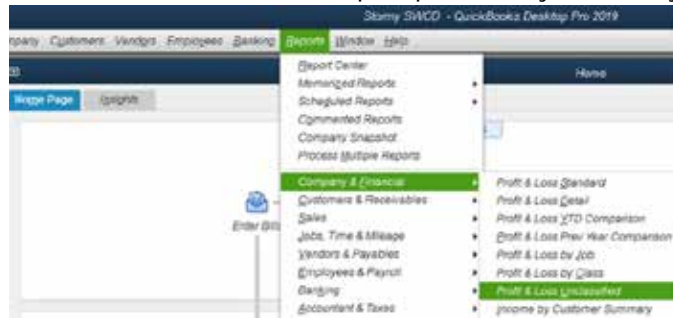 Stormy SWCD - QuickBooks Desktop Pro 2019
mpany Customers Vendors Employees Banking Reports Window Help
Home
Home Page Insights
Report Center
Memorized Reports
Scheduled Reports
Commented Reports
Company Snapshot
Process Multiple Reports
Company & Financial
Customers & Receivables
Sales
Jobs, Time & Mileage
Vendors & Payables
Employees & Payroll
Banking
Accountant & Taxes
Enter Bills
Profit & Loss Standard
Profit & Loss Detail
Profit & Loss YTD Comparison
Profit & Loss Prev Year Comparison
Profit & Loss by Job
Profit & Loss by Class
Profit & Loss Unclassified
Income by Customer Summary